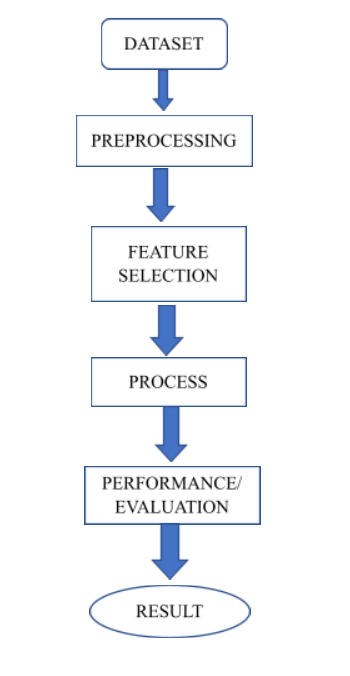 DATASET
PREPROCESSING
FEATURE
SELECTION
PROCESS
PERFORMANCE/
EVALUATION
RESULT